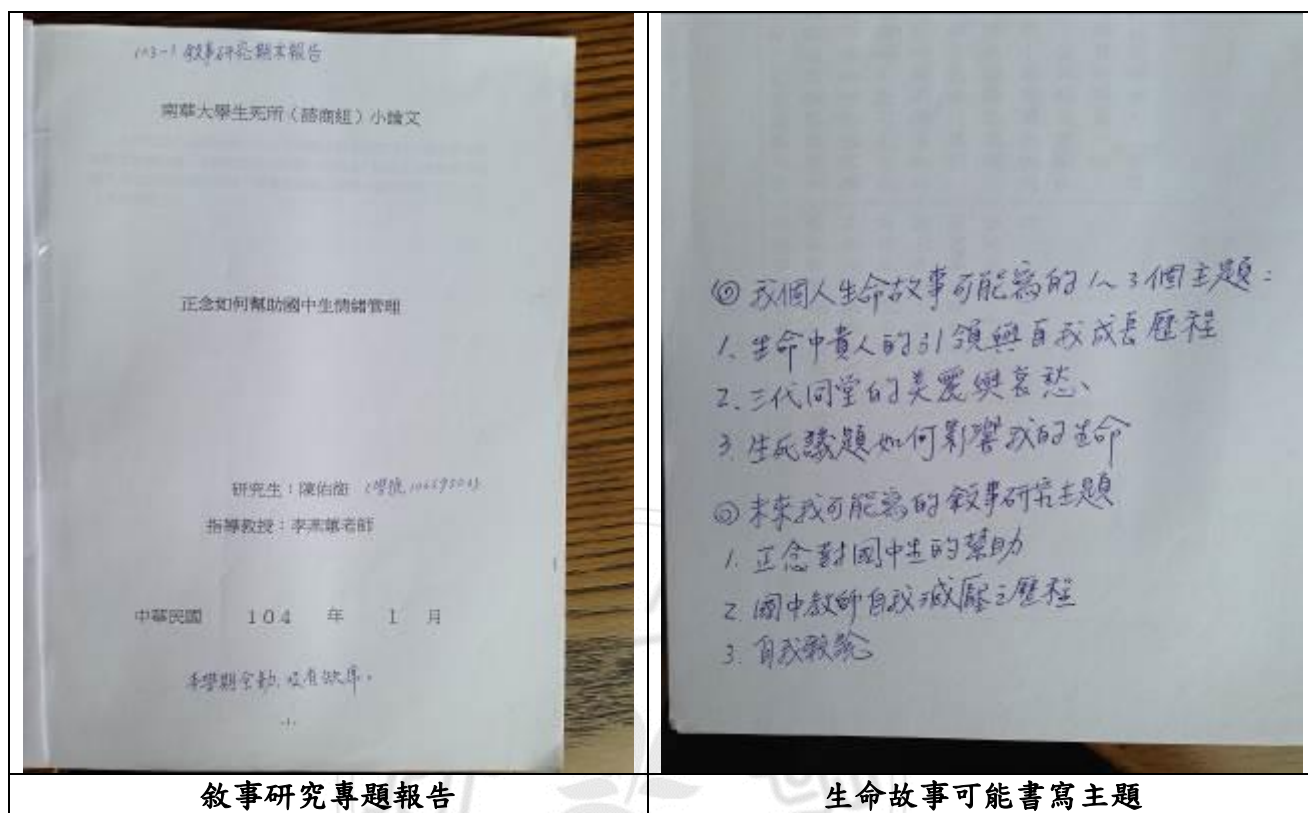 103-1 敘事研究期末報告
南華大學生死所(諮商組)小論文
正念如何幫助國中生情緒管理
研究生:陳佑
指導教授:李燕蕙老師
中華民國 104 年 1 月
本學期全勤,沒有缺席。
敘事研究專題報告
◎ 我個人生命故事可能寫的 1~3個主題:
1. 生命中貴人的引領與自我成長歷程
2. 三代同堂的美麗與哀愁、
3. 生死議題如何影響我的生命
◎ 未來我可能寫的敘事研究主題
1. 正念對國中生的幫助
2. 國中教師自我減壓之歷程
3. 自我敘說
生命故事可能書寫主題